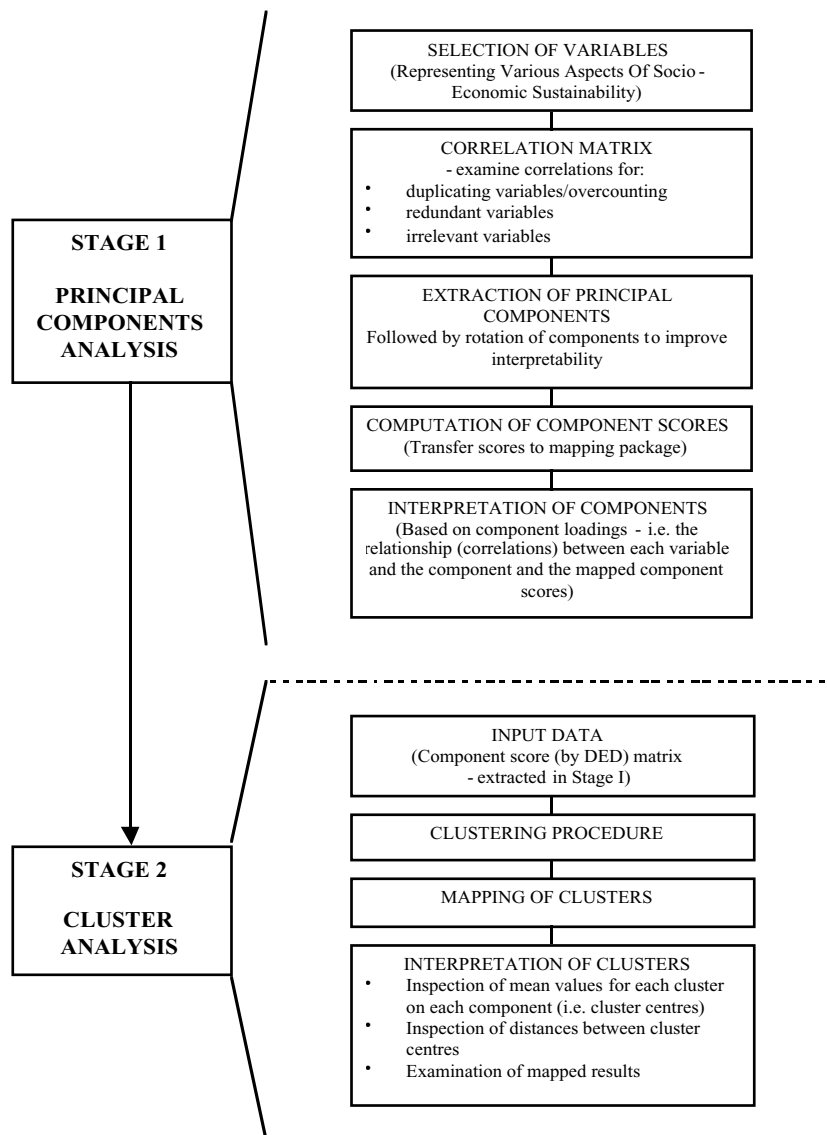 SELECTION OF VARIABLES
(Representing Various Aspects Of Socio -
Economic Sustainability)
CORRELATION MATRIX
- examine correlations for:
• duplicating variables/overcounting
• redundant variables
• irrelevant variables
STAGE 1
PRINCIPAL
COMPONENTS
ANALYSIS
EXTRACTION OF PRINCIPAL
COMPONENTS
Followed by rotation of components to improve
interpretability
COMPUTATION OF COMPONENT SCORES
(Transfer scores to mapping package)
INTERPRETATION OF COMPONENTS
(Based on component loadings - i.e. the
relationship (correlations) between each variable
and the component and the mapped component
scores)
INPUT DATA
(Component score (by DED) matrix
- extracted in Stage I)
CLUSTERING PROCEDURE
STAGE 2
CLUSTER
ANALYSIS
MAPPING OF CLUSTERS
INTERPRETATION OF CLUSTERS
• Inspection of mean values for each cluster
on each component (i.e. cluster centres)
• Inspection of distances between cluster
centres
• Examination of mapped results